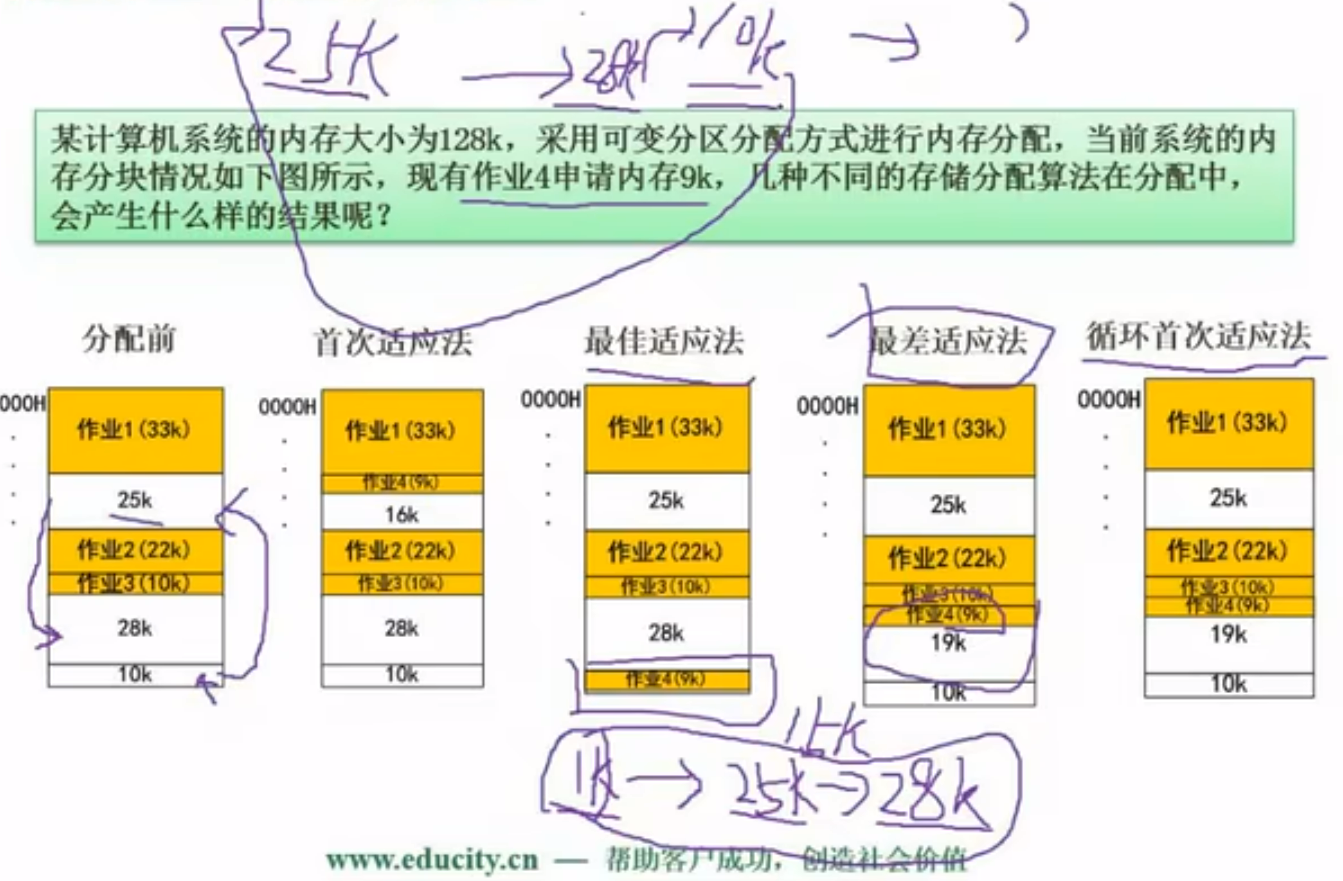 25K → 28K → 10K →
某计算机系统的内存大小为128k，采用可变分区分配方式进行内存分配，当前系统的内
存分块情况如下图所示，现有作业4申请内存9k，几种不同的存储分配算法在分配中，
会产生什么样的结果呢？
分配前
000H
作业1(33k)
25k
作业2(22k)
作业3(10k)
28k
10k
首次适应法
0000H
作业1(33k)
作业4(9k)
16k
作业2(22k)
作业3(10k)
28k
10k
最佳适应法
0000H
作业1(33k)
25k
作业2(22k)
作业3(10k)
28k
作业4(9k)
最差适应法
0000H
作业1(33k)
25k
作业2(22k)
作业3(10k)
作业4(9k)
19k
10k
循环首次适应法
0000H
作业1(33k)
25k
作业2(22k)
作业3(10k)
作业4(9k)
19k
10k
1k → 25k → 28k
www.educity.cn — 帮助客户成功，创造社会价值